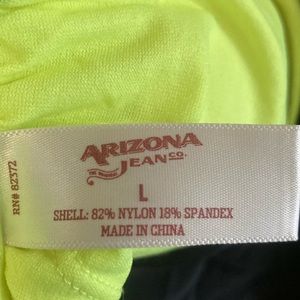 ARIZONA
THE ORIGINAL
JEAN CO.
L
SHELL: 82% NYLON 18% SPANDEX
MADE IN CHINA
RN# 82372